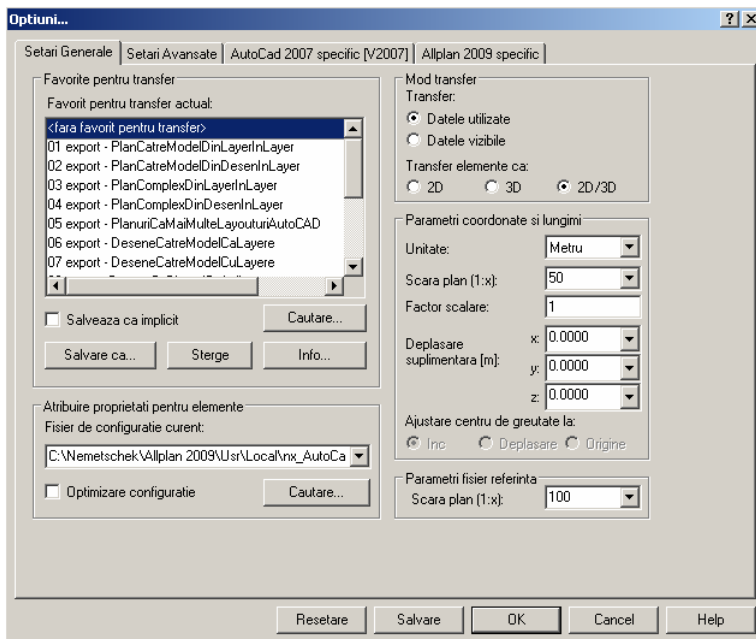 Optiuni...
Setari Generale
Setari Avansate
AutoCad 2007 specific [V2007]
Allplan 2009 specific
Favorite pentru transfer
Favorit pentru transfer actual:
<fara favorit pentru transfer>
01 export - PlanCatreModelDinLayerInLayer
02 export - PlanCatreModelDinDesenInLayer
03 export - PlanComplexDinLayerInLayer
04 export - PlanComplexDinDesenInLayer
05 export - PlanuriCaMaiMulteLayouturiAutoCAD
06 export - DeseneCatreModelCaLayere
07 export - DeseneCatreModelCuLayere
Salveaza ca implicit
Cautare...
Salvare ca...
Sterge
Info...
Atribuire proprietati pentru elemente
Fisier de configuratie curent:
C:\Nemetschek\Allplan 2009\Usr\Local\nx_AutoCa
Optimizare configuratie
Cautare...
Mod transfer
Transfer:
Datele utilizate
Datele vizibile
Transfer elemente ca:
2D
3D
2D/3D
Parametri coordonate si lungimi
Unitate:
Metru
Scara plan (1:x):
50
Factor scalare:
1
Deplasare suplimentara [m]:
x: 0.0000
y: 0.0000
z: 0.0000
Ajustare centru de greutate la:
Inc
Deplasare
Origine
Parametri fisier referinta
Scara plan (1:x):
100
Resetare
Salvare
OK
Cancel
Help